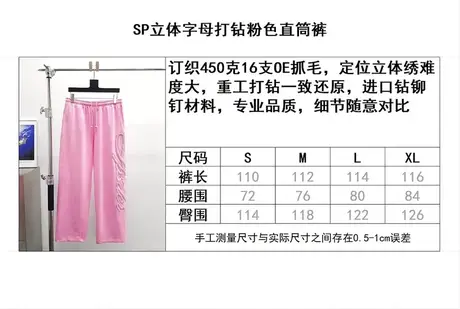 SP立体字母打钻粉色直筒裤
订织450克16支OE抓毛，定位立体绣难
度大，重工打钻一致还原，进口钻铆
钉材料，专业品质，细节随意对比
尺码 S M L XL
裤长 110 112 114 116
腰围 72 76 80 84
臀围 114 118 122 126
手工测量尺寸与实际尺寸之间存在0.5-1cm误差